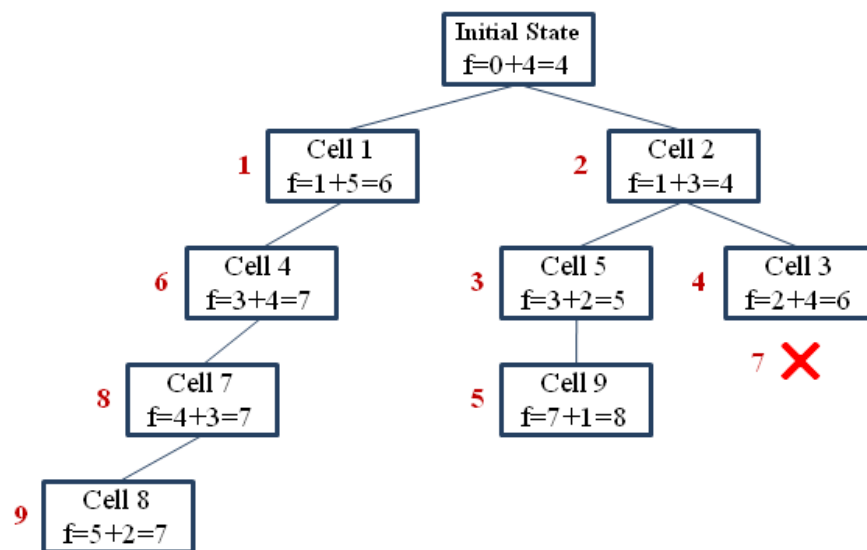 Initial State
f=0+4=4
1
Cell 1
f=1+5=6
2
Cell 2
f=1+3=4
6
Cell 4
f=3+4=7
3
Cell 5
f=3+2=5
4
Cell 3
f=2+4=6
7
8
Cell 7
f=4+3=7
5
Cell 9
f=7+1=8
9
Cell 8
f=5+2=7